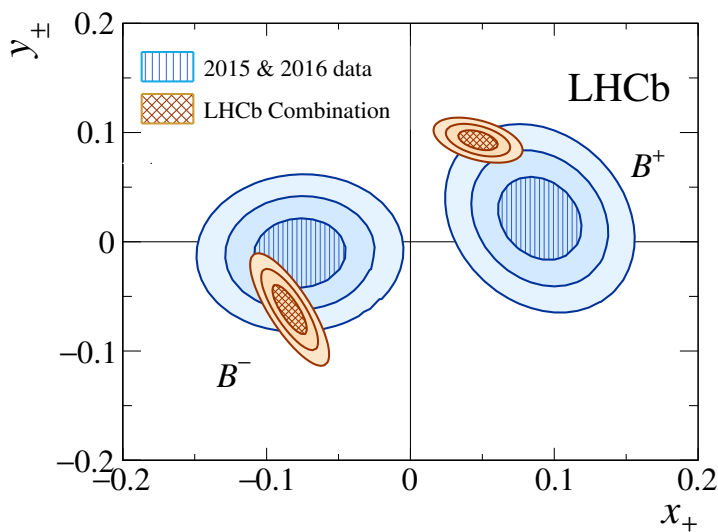 y±
0.2
2015 & 2016 data
LHCb Combination
LHCb
B⁺
0.1
0
B⁻
−0.1
−0.2
−0.2 −0.1 0 0.1 0.2
x±